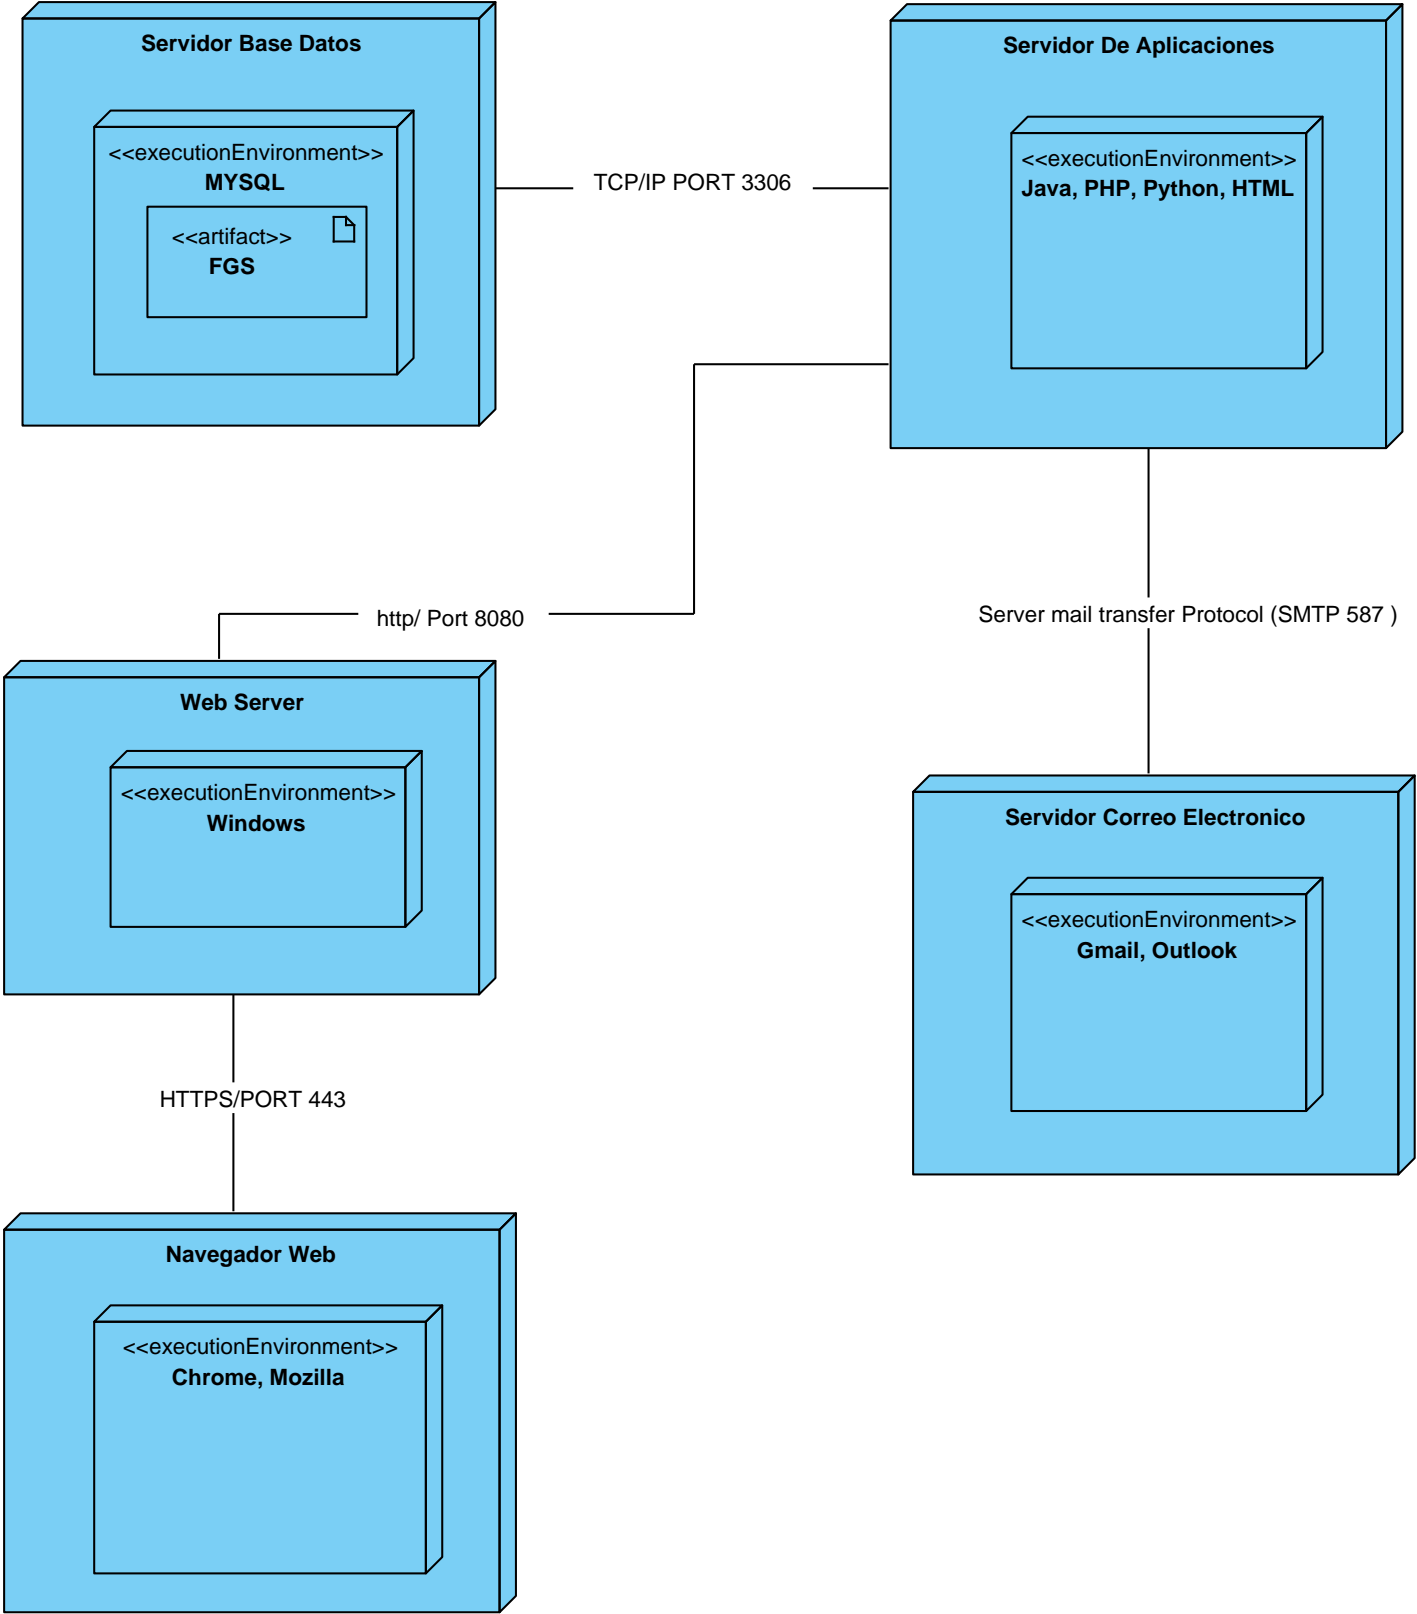 Servidor Base Datos
<<executionEnvironment>>
MYSQL
<<artifact>>
FGS
TCP/IP PORT 3306
Servidor De Aplicaciones
<<executionEnvironment>>
Java, PHP, Python, HTML
http/ Port 8080
Server mail transfer Protocol (SMTP 587 )
Web Server
<<executionEnvironment>>
Windows
Servidor Correo Electronico
<<executionEnvironment>>
Gmail, Outlook
HTTPS/PORT 443
Navegador Web
<<executionEnvironment>>
Chrome, Mozilla